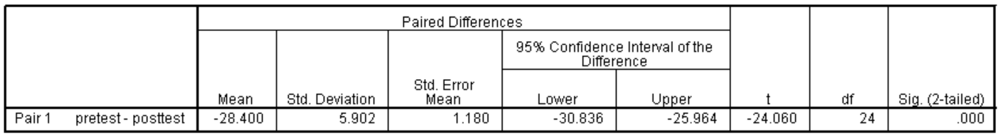 Paired Differences
95% Confidence Interval of the
Difference
Std. Error
Mean Std. Deviation Mean Lower Upper t df Sig. (2-tailed)
Pair 1 pretest - posttest -28.400 5.902 1.180 -30.836 -25.964 -24.060 24 .000